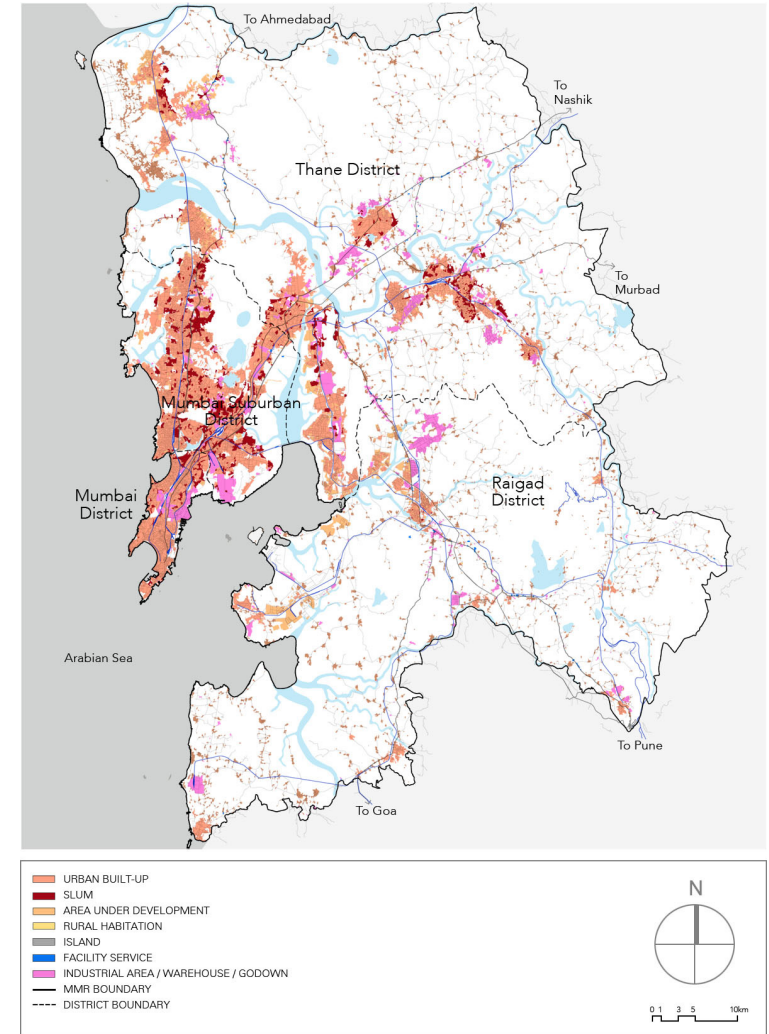 To Ahmedabad
To
Nashik
Thane District
To
Murbad
Mumbai Suburban
District
Mumbai
District
Raigad
District
Arabian Sea
To Pune
To Goa
URBAN BUILT-UP
SLUM
AREA UNDER DEVELOPMENT
RURAL HABITATION
ISLAND
FACILITY SERVICE
INDUSTRIAL AREA / WAREHOUSE / GODOWN
MMR BOUNDARY
DISTRICT BOUNDARY
N
0 1 3 5 10km